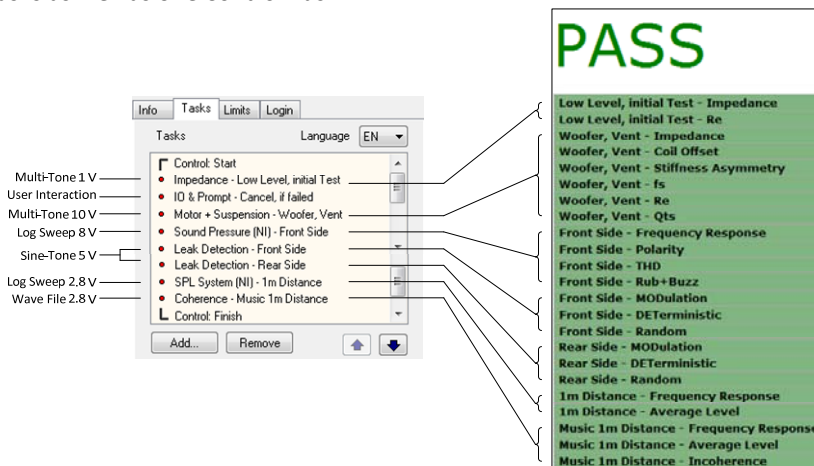 PASS
Info Tasks Limits Login
Tasks Language EN
Control: Start
Multi-Tone 1 V Impedance - Low Level, initial Test
User Interaction IO & Prompt - Cancel, if failed
Multi-Tone 10 V Motor + Suspension - Woofer, Vent
Log Sweep 8 V Sound Pressure (NI) - Front Side
Sine-Tone 5 V Leak Detection - Front Side
Leak Detection - Rear Side
Log Sweep 2.8 V SPL System (NI) - 1m Distance
Wave File 2.8 V Coherence - Music 1m Distance
Control: Finish
Add... Remove
Low Level, initial Test - Impedance
Low Level, initial Test - Re
Woofer, Vent - Impedance
Woofer, Vent - Coil Offset
Woofer, Vent - Stiffness Asymmetry
Woofer, Vent - fs
Woofer, Vent - Re
Woofer, Vent - Qts
Front Side - Frequency Response
Front Side - Polarity
Front Side - THD
Front Side - Rub+Buzz
Front Side - MODulation
Front Side - DETerministic
Front Side - Random
Rear Side - MODulation
Rear Side - DETerministic
Rear Side - Random
1m Distance - Frequency Response
1m Distance - Average Level
Music 1m Distance - Frequency Response
Music 1m Distance - Average Level
Music 1m Distance - Incoherence